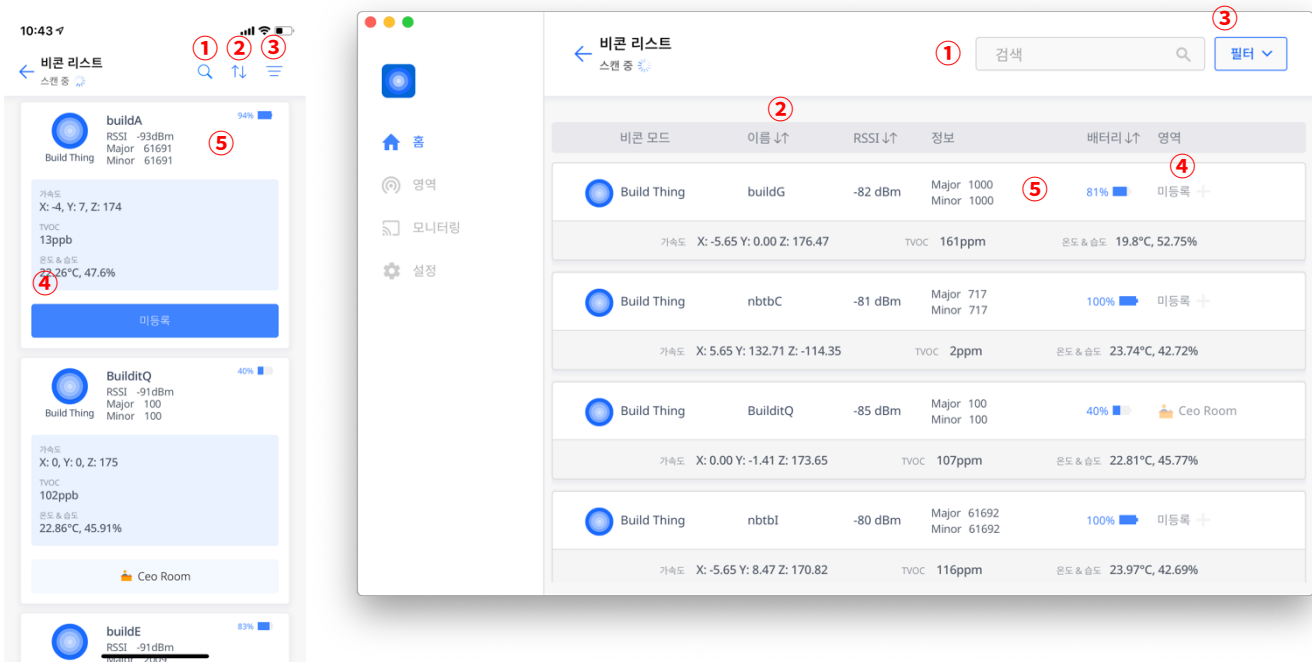 10:43
① ② ③
비콘 리스트
스캔 중
buildA
94%
RSSI -93dBm
Major 61691
Minor 61691
Build Thing
⑤
가속도
X: -4, Y: 7, Z: 174
TVOC
13ppb
온도 & 습도
22.26°C, 47.6%
④
미등록
BuilditQ
40%
RSSI -91dBm
Major 100
Minor 100
Build Thing
가속도
X: 0, Y: 0, Z: 175
TVOC
102ppb
온도 & 습도
22.86°C, 45.91%
Ceo Room
buildE
83%
RSSI -91dBm
Major 2009
홈
영역
모니터링
설정
비콘 리스트
스캔 중
① 검색
③
필터
②
비콘 모드 이름 ↓↑ RSSI ↓↑ 정보 배터리 ↓↑ 영역
④
Build Thing buildG -82 dBm Major 1000 ⑤ 81% 미등록
Minor 1000
가속도 X: -5.65 Y: 0.00 Z: 176.47 TVOC 161ppm 온도 & 습도 19.8°C, 52.75%
Build Thing nbtbC -81 dBm Major 717 100% 미등록
Minor 717
가속도 X: 5.65 Y: 132.71 Z: -114.35 TVOC 2ppm 온도 & 습도 23.74°C, 42.72%
Build Thing BuilditQ -85 dBm Major 100 40% Ceo Room
Minor 100
가속도 X: 0.00 Y: -1.41 Z: 173.65 TVOC 107ppm 온도 & 습도 22.81°C, 45.77%
Build Thing nbtbI -80 dBm Major 61692 100% 미등록
Minor 61692
가속도 X: -5.65 Y: 8.47 Z: 170.82 TVOC 116ppm 온도 & 습도 23.97°C, 42.69%